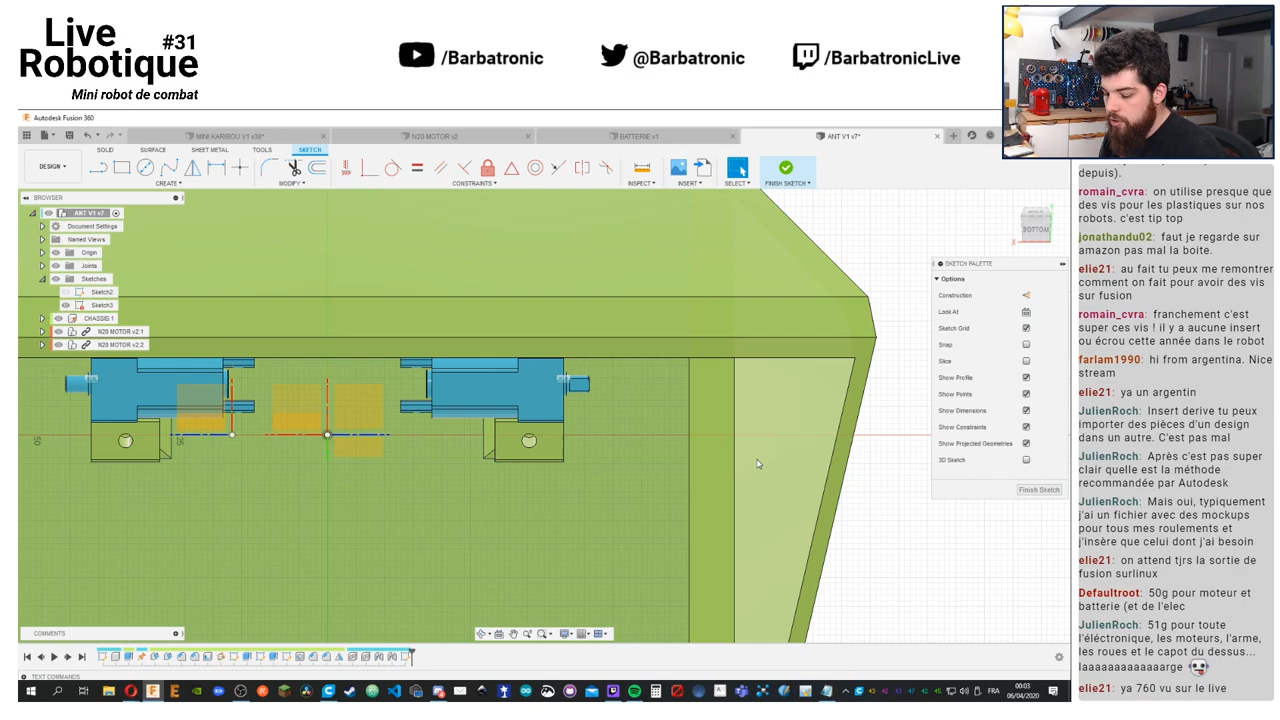 Live
Robotique #31
Mini robot de combat
/Barbatronic
@Barbatronic
/BarbatronicLive
Autodesk Fusion 360
MINI KARIBOU V1 v38*
N20 MOTOR v2
BATTERIE v1
ANT V1 v7*
SOLID SURFACE SHEET METAL TOOLS SKETCH
DESIGN
CREATE MODIFY CONSTRAINTS INSPECT INSERT SELECT FINISH SKETCH
BROWSER
ANT V1 v7
Document Settings
Named Views
Origin
Joints
Sketches
Sketch2
Sketch3
CHASSIS:1
N20 MOTOR v2:1
N20 MOTOR v2:2
50
25
BOTTOM
X
Y
SKETCH PALETTE
Options
Construction
Look At
Sketch Grid
Snap
Slice
Show Profile
Show Points
Show Dimensions
Show Constraints
Show Projected Geometries
3D Sketch
Finish Sketch
COMMENTS
TEXT COMMANDS
FRA
00:03
06/04/2020
depuis).
romain_cvra: on utilise presque que
des vis pour les plastiques sur nos
robots. c'est tip top
jonathandu02: faut je regarde sur
amazon pas mal la boite.
elie21: au fait tu peux me remontrer
comment on fait pour avoir des vis
sur fusion
romain_cvra: franchement c'est
super ces vis ! il y a aucune insert
ou écrou cette année dans le robot
farlam1990: hi from argentina. Nice
stream
elie21: ya un argentin
JulienRoch: Insert derive tu peux
importer des pièces d'un design
dans un autre. C'est pas mal
JulienRoch: Après c'est pas super
clair quelle est la méthode
recommandée par Autodesk
JulienRoch: Mais oui, typiquement
j'ai un fichier avec des mockups
pour tous mes roulements et
j'insère que celui dont j'ai besoin
elie21: on attend tjrs la sortie de
fusion surlinux
Defaultroot: 50g pour moteur et
batterie (et de l'elec
JulienRoch: 51g pour toute
l'éléctronique, les moteurs, l'arme,
les roues et le capot du dessus...
laaaaaaaaaaaarge
elie21: ya 760 vu sur le live